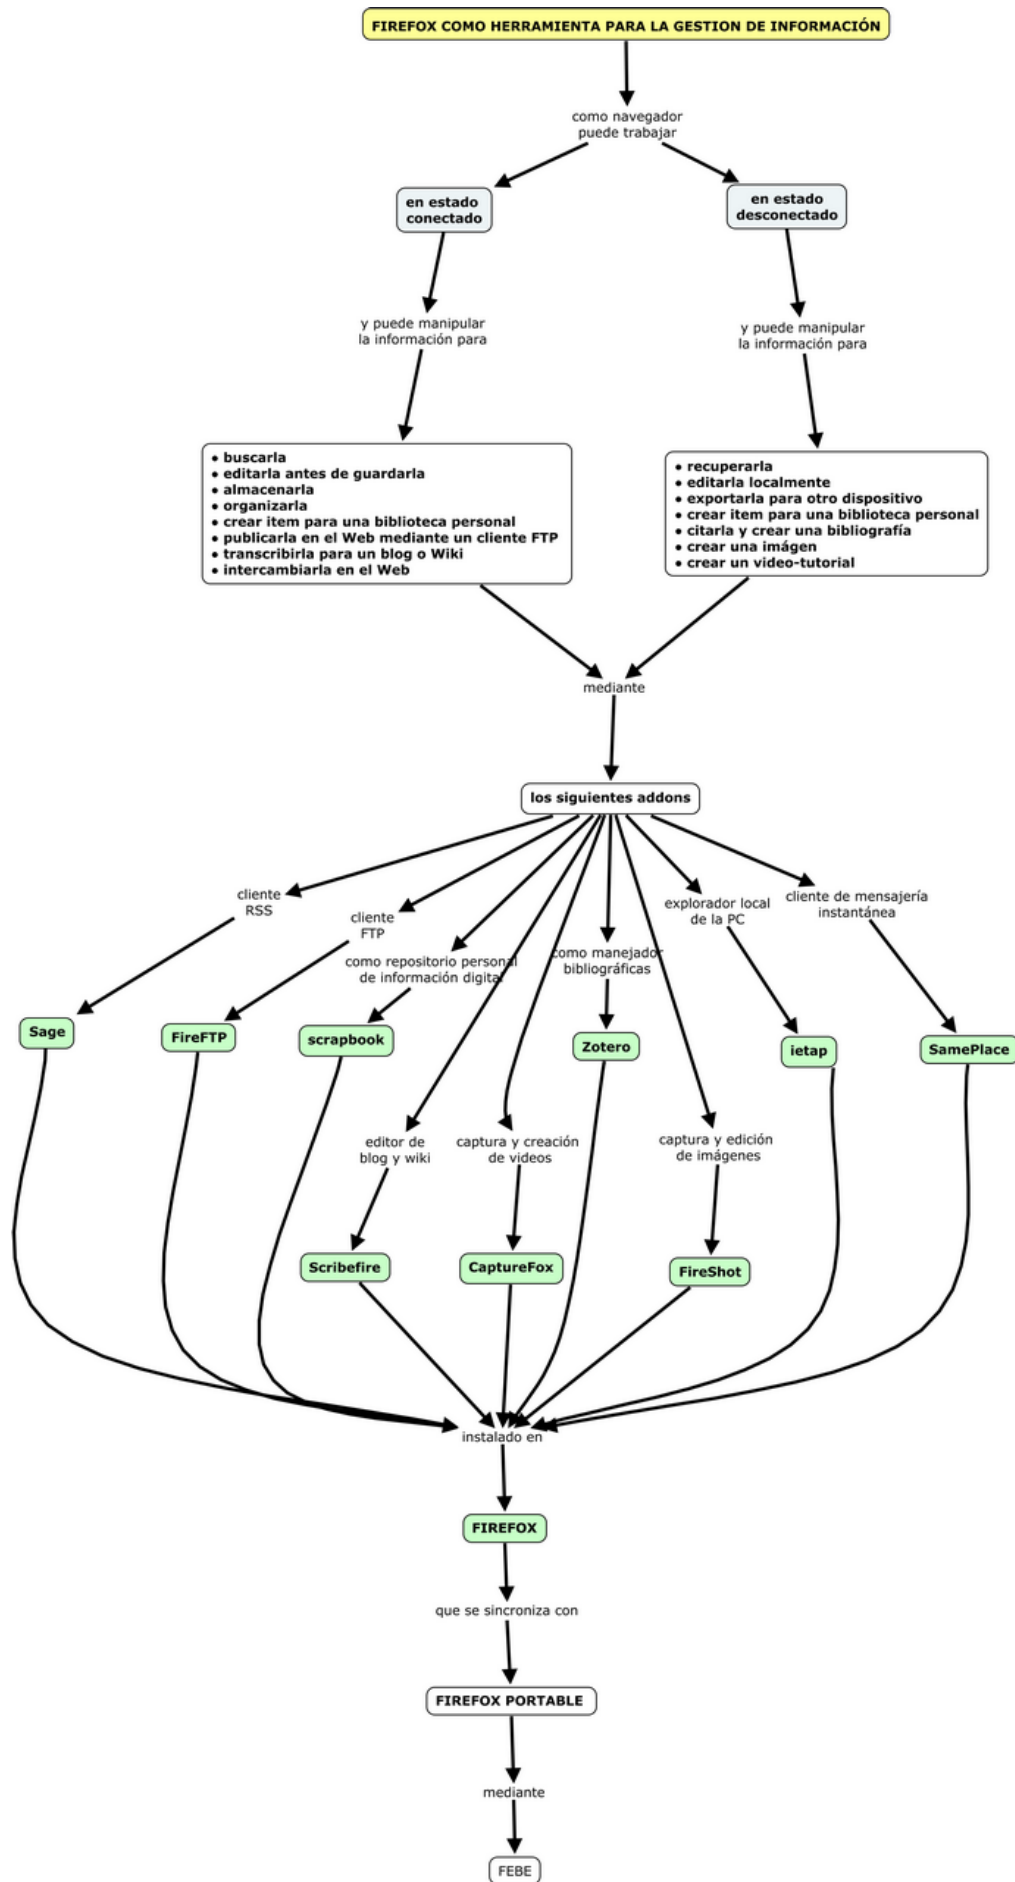 FIREFOX COMO HERRAMIENTA PARA LA GESTION DE INFORMACIÓN
como navegador
puede trabajar
en estado
conectado
en estado
desconectado
y puede manipular
la información para
y puede manipular
la información para
• buscarla
• editarla antes de guardarla
• almacenarla
• organizarla
• crear item para una biblioteca personal
• publicarla en el Web mediante un cliente FTP
• transcribirla para un blog o Wiki
• intercambiarla en el Web
• recuperarla
• editarla localmente
• exportarla para otro dispositivo
• crear item para una biblioteca personal
• citarla y crear una bibliografía
• crear una imágen
• crear un video-tutorial
mediante
los siguientes addons
cliente
RSS
cliente
FTP
como repositorio personal
de información digital
como manejador
bibliográficas
explorador local
de la PC
cliente de mensajería
instantánea
Sage
FireFTP
scrapbook
Zotero
ietap
SamePlace
editor de
blog y wiki
captura y creación
de videos
captura y edición
de imágenes
Scribefire
CaptureFox
FireShot
instalado en
FIREFOX
que se sincroniza con
FIREFOX PORTABLE
mediante
FEBE